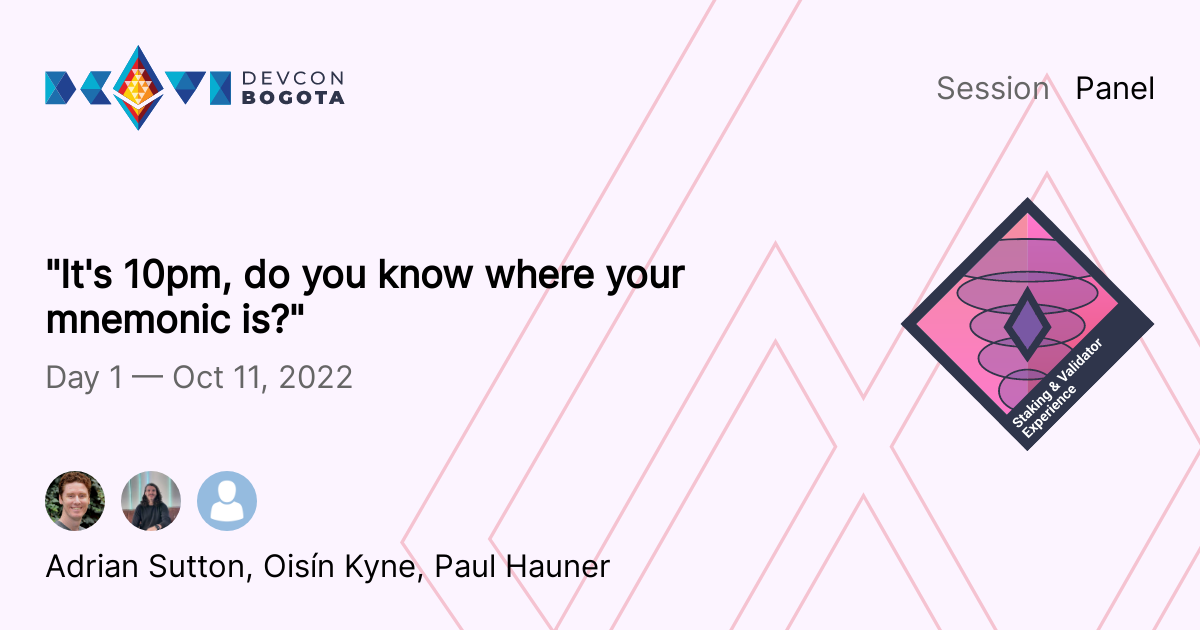 DEVCON
BOGOTA
Session Panel
"It's 10pm, do you know where your
mnemonic is?"
Day 1 — Oct 11, 2022
Staking & Validator
Experience
Adrian Sutton, Oisín Kyne, Paul Hauner